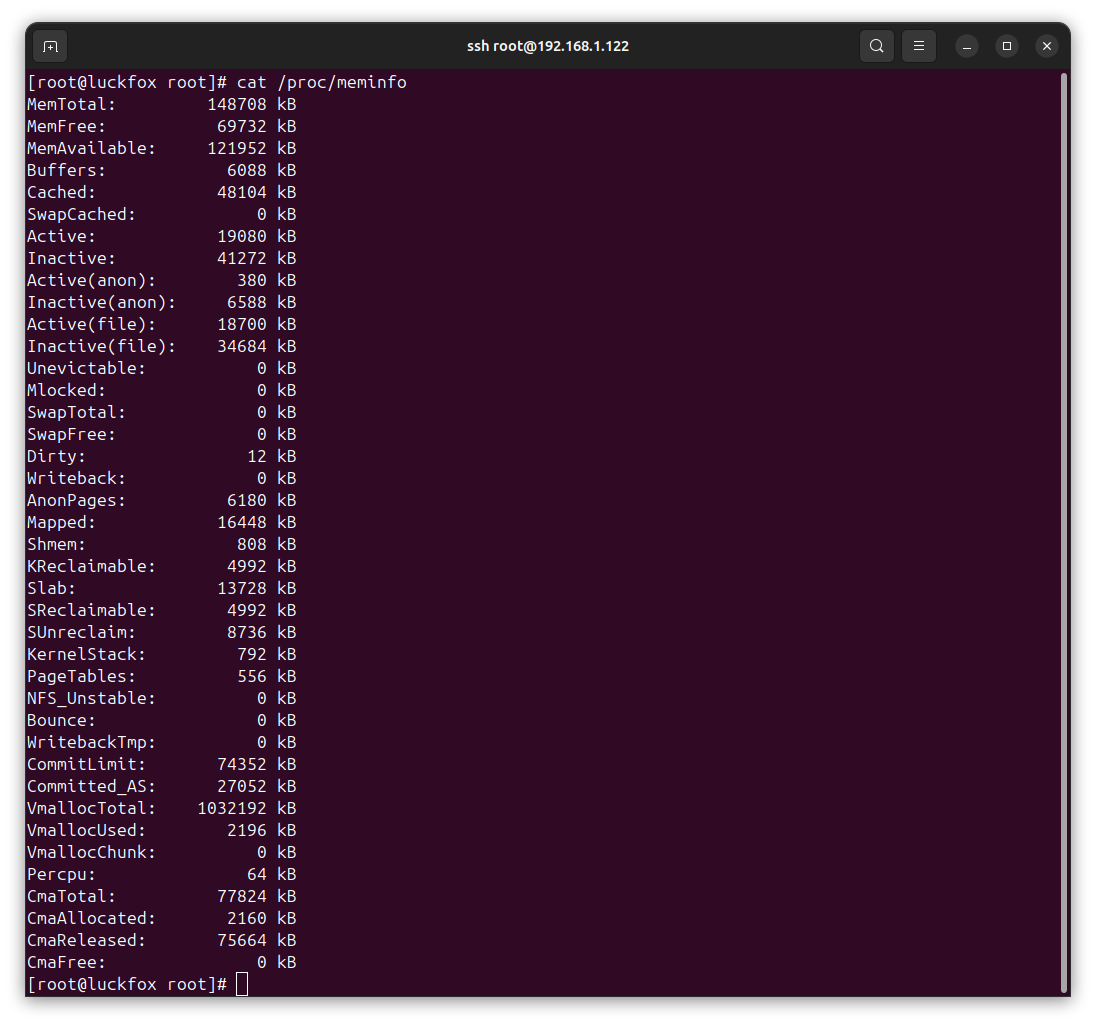 ssh root@192.168.1.122
[root@luckfox root]# cat /proc/meminfo
MemTotal:         148708 kB
MemFree:           69732 kB
MemAvailable:     121952 kB
Buffers:            6088 kB
Cached:            48104 kB
SwapCached:            0 kB
Active:            19080 kB
Inactive:          41272 kB
Active(anon):        380 kB
Inactive(anon):     6588 kB
Active(file):      18700 kB
Inactive(file):    34684 kB
Unevictable:           0 kB
Mlocked:               0 kB
SwapTotal:             0 kB
SwapFree:              0 kB
Dirty:                12 kB
Writeback:             0 kB
AnonPages:          6180 kB
Mapped:            16448 kB
Shmem:               808 kB
KReclaimable:       4992 kB
Slab:              13728 kB
SReclaimable:       4992 kB
SUnreclaim:         8736 kB
KernelStack:         792 kB
PageTables:          556 kB
NFS_Unstable:          0 kB
Bounce:                0 kB
WritebackTmp:          0 kB
CommitLimit:       74352 kB
Committed_AS:      27052 kB
VmallocTotal:    1032192 kB
VmallocUsed:        2196 kB
VmallocChunk:          0 kB
Percpu:               64 kB
CmaTotal:          77824 kB
CmaAllocated:       2160 kB
CmaReleased:       75664 kB
CmaFree:               0 kB
[root@luckfox root]#